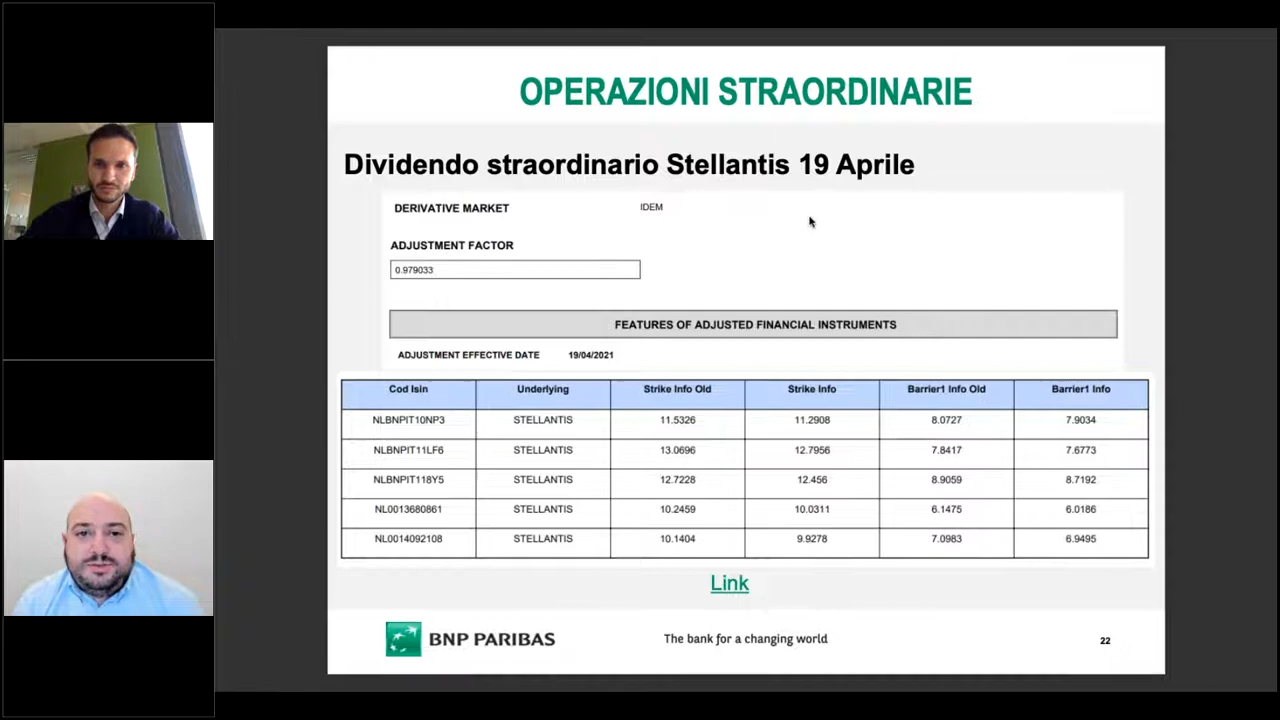 OPERAZIONI STRAORDINARIE
Dividendo straordinario Stellantis 19 Aprile
DERIVATIVE MARKET IDEM
ADJUSTMENT FACTOR
0.979033
FEATURES OF ADJUSTED FINANCIAL INSTRUMENTS
ADJUSTMENT EFFECTIVE DATE 19/04/2021
Cod Isin Underlying Strike Info Old Strike Info Barrier1 Info Old Barrier1 Info
NLBNPIT10NP3 STELLANTIS 11.5326 11.2908 8.0727 7.9034
NLBNPIT11LF6 STELLANTIS 13.0696 12.7956 7.8417 7.6773
NLBNPIT118Y5 STELLANTIS 12.7228 12.456 8.9059 8.7192
NL0013680861 STELLANTIS 10.2459 10.0311 6.1475 6.0186
NL0014092108 STELLANTIS 10.1404 9.9278 7.0983 6.9495
Link
BNP PARIBAS The bank for a changing world 22